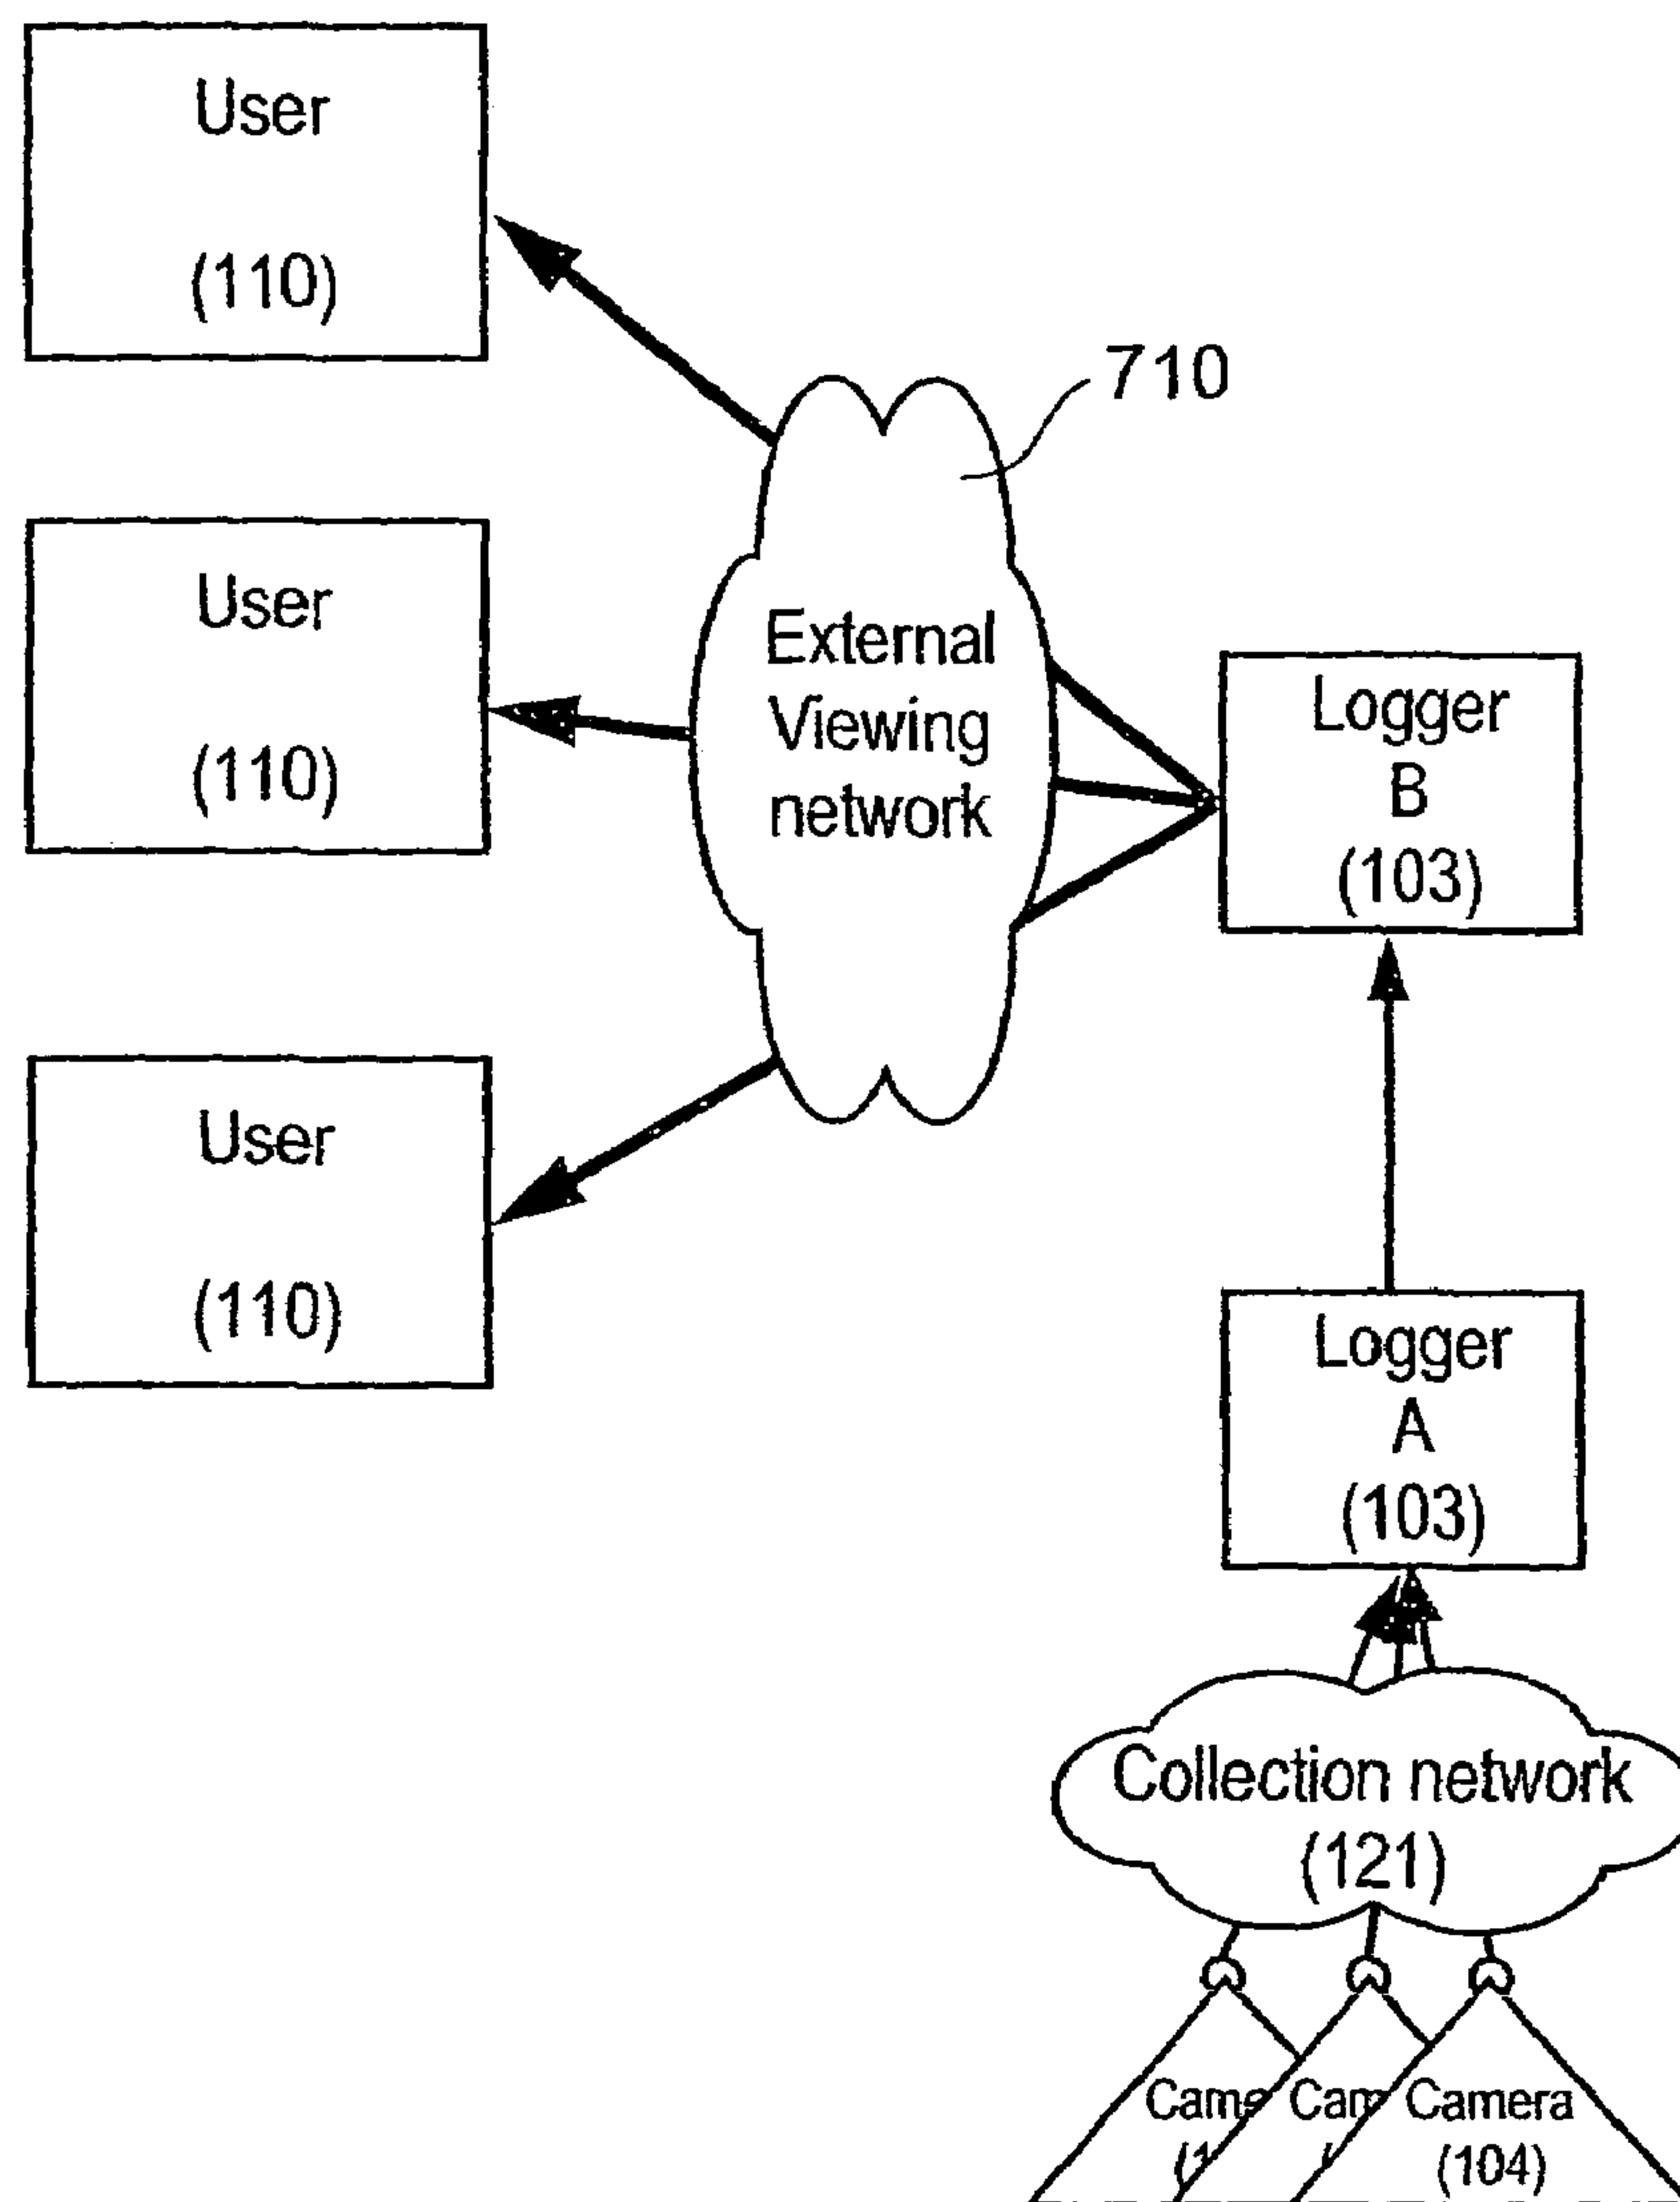 User
(110)
710
User
(110)
External
Viewing
network
Logger
B
(103)
User
(110)
Logger
A
(103)
Collection network
(121)
Camera
(104)